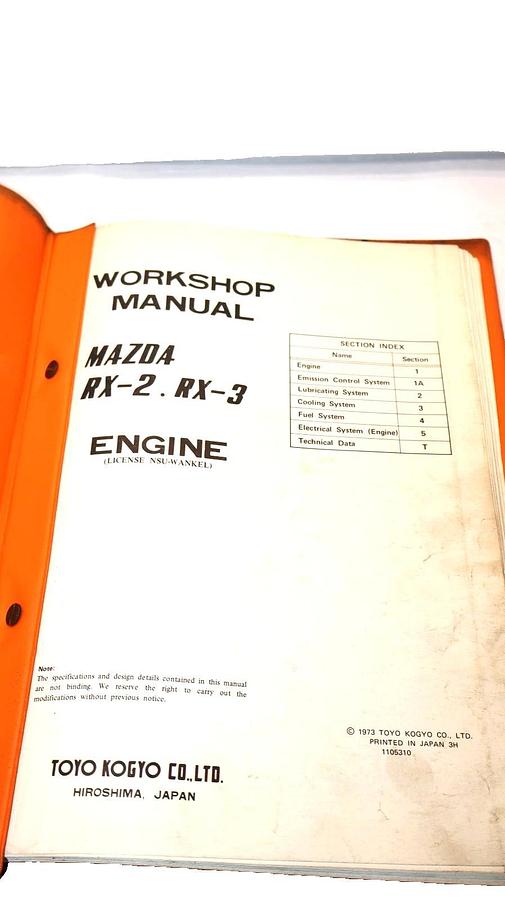 WORKSHOP
MANUAL
MAZDA
RX-2. RX-3
ENGINE
(LICENSE NSU-WANKEL)
SECTION INDEX
Name Section
Engine 1
Emission Control System 1A
Lubricating System 2
Cooling System 3
Fuel System 4
Electrical System (Engine) 5
Technical Data T
Note:
The specifications and design details contained in this manual
are not binding. We reserve the right to carry out the
modifications without previous notice.
© 1973 TOYO KOGYO CO., LTD.
PRINTED IN JAPAN 3H
1105310
TOYO KOGYO CO.,LTD.
HIROSHIMA, JAPAN